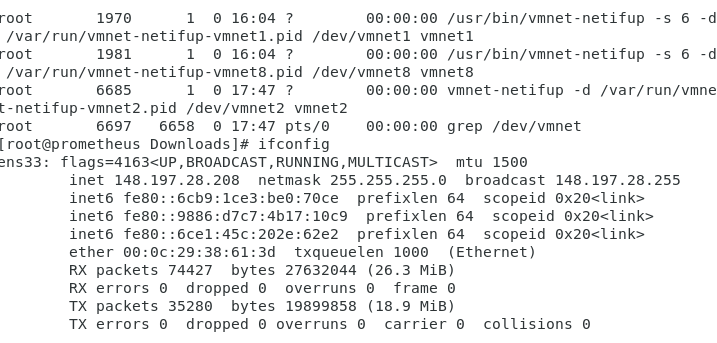 root       1970      1  0 16:04 ?        00:00:00 /usr/bin/vmnet-netifup -s 6 -d
/var/run/vmnet-netifup-vmnet1.pid /dev/vmnet1 vmnet1
root       1981      1  0 16:04 ?        00:00:00 /usr/bin/vmnet-netifup -s 6 -d
/var/run/vmnet-netifup-vmnet8.pid /dev/vmnet8 vmnet8
root       6685      1  0 17:47 ?        00:00:00 vmnet-netifup -d /var/run/vmne
t-netifup-vmnet2.pid /dev/vmnet2 vmnet2
root       6697   6658  0 17:47 pts/0    00:00:00 grep /dev/vmnet
[root@prometheus Downloads]# ifconfig
ens33: flags=4163<UP,BROADCAST,RUNNING,MULTICAST>  mtu 1500
        inet 148.197.28.208  netmask 255.255.255.0  broadcast 148.197.28.255
        inet6 fe80::6cb9:1ce3:be0:70ce  prefixlen 64  scopeid 0x20<link>
        inet6 fe80::9886:d7c7:4b17:10c9  prefixlen 64  scopeid 0x20<link>
        inet6 fe80::6ce1:45c:202e:62e2  prefixlen 64  scopeid 0x20<link>
        ether 00:0c:29:38:61:3d  txqueuelen 1000  (Ethernet)
        RX packets 74427  bytes 27632044 (26.3 MiB)
        RX errors 0  dropped 0  overruns 0  frame 0
        TX packets 35280  bytes 19899858 (18.9 MiB)
        TX errors 0  dropped 0 overruns 0  carrier 0  collisions 0